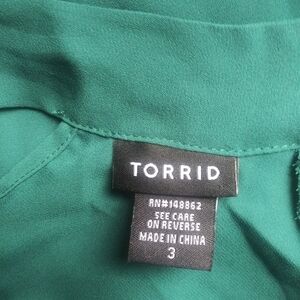 TORRID
RN#148862
SEE CARE
ON REVERSE
MADE IN CHINA
3